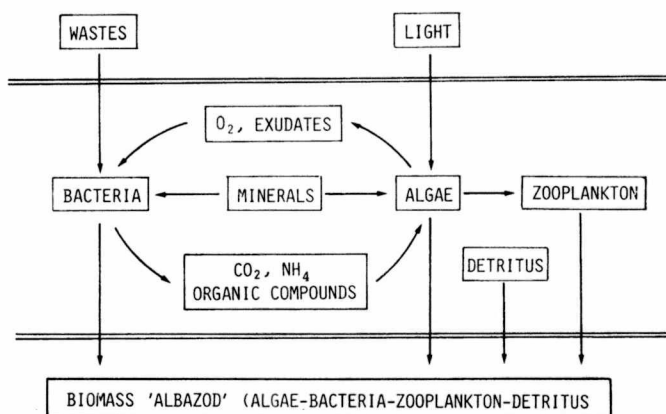 WASTES
LIGHT
O₂, EXUDATES
BACTERIA
MINERALS
ALGAE
ZOOPLANKTON
CO₂, NH₄
ORGANIC COMPOUNDS
DETRITUS
BIOMASS 'ALBAZOD' (ALGAE-BACTERIA-ZOOPLANKTON-DETRITUS